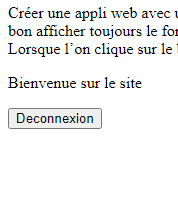 Créer une appli web avec
bon afficher toujours le
Lorsque l'on clique sur le
Bienvenue sur le site
Deconnexion